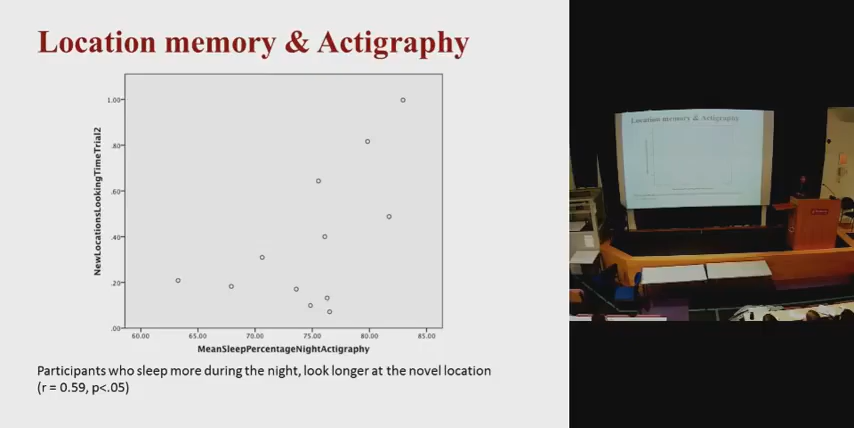 Location memory & Actigraphy
NewLocationsLookingTimeTrial2
1.00
.80
.60
.40
.20
.00
60.00 65.00 70.00 75.00 80.00 85.00
MeanSleepPercentageNightActigraphy
Participants who sleep more during the night, look longer at the novel location
(r = 0.59, p<.05)
Location memory & Actigraphy